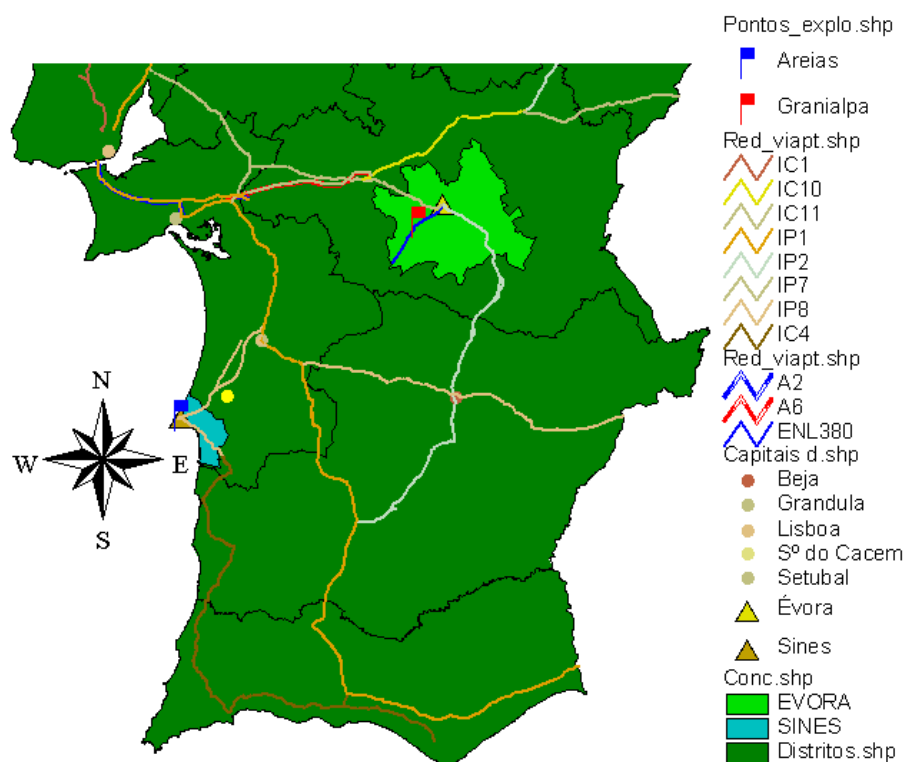 Pontos_explo.shp
Areias
Granialpa
Red_viapt.shp
IC1
IC10
IC11
IP1
IP2
IP7
IP8
IC4
Red_viapt.shp
A2
A6
ENL380
Capitais d.shp
Beja
Grandula
Lisboa
Sº do Cacem
Setubal
Évora
Sines
Conc.shp
EVORA
SINES
Distritos.shp
N
W E
S